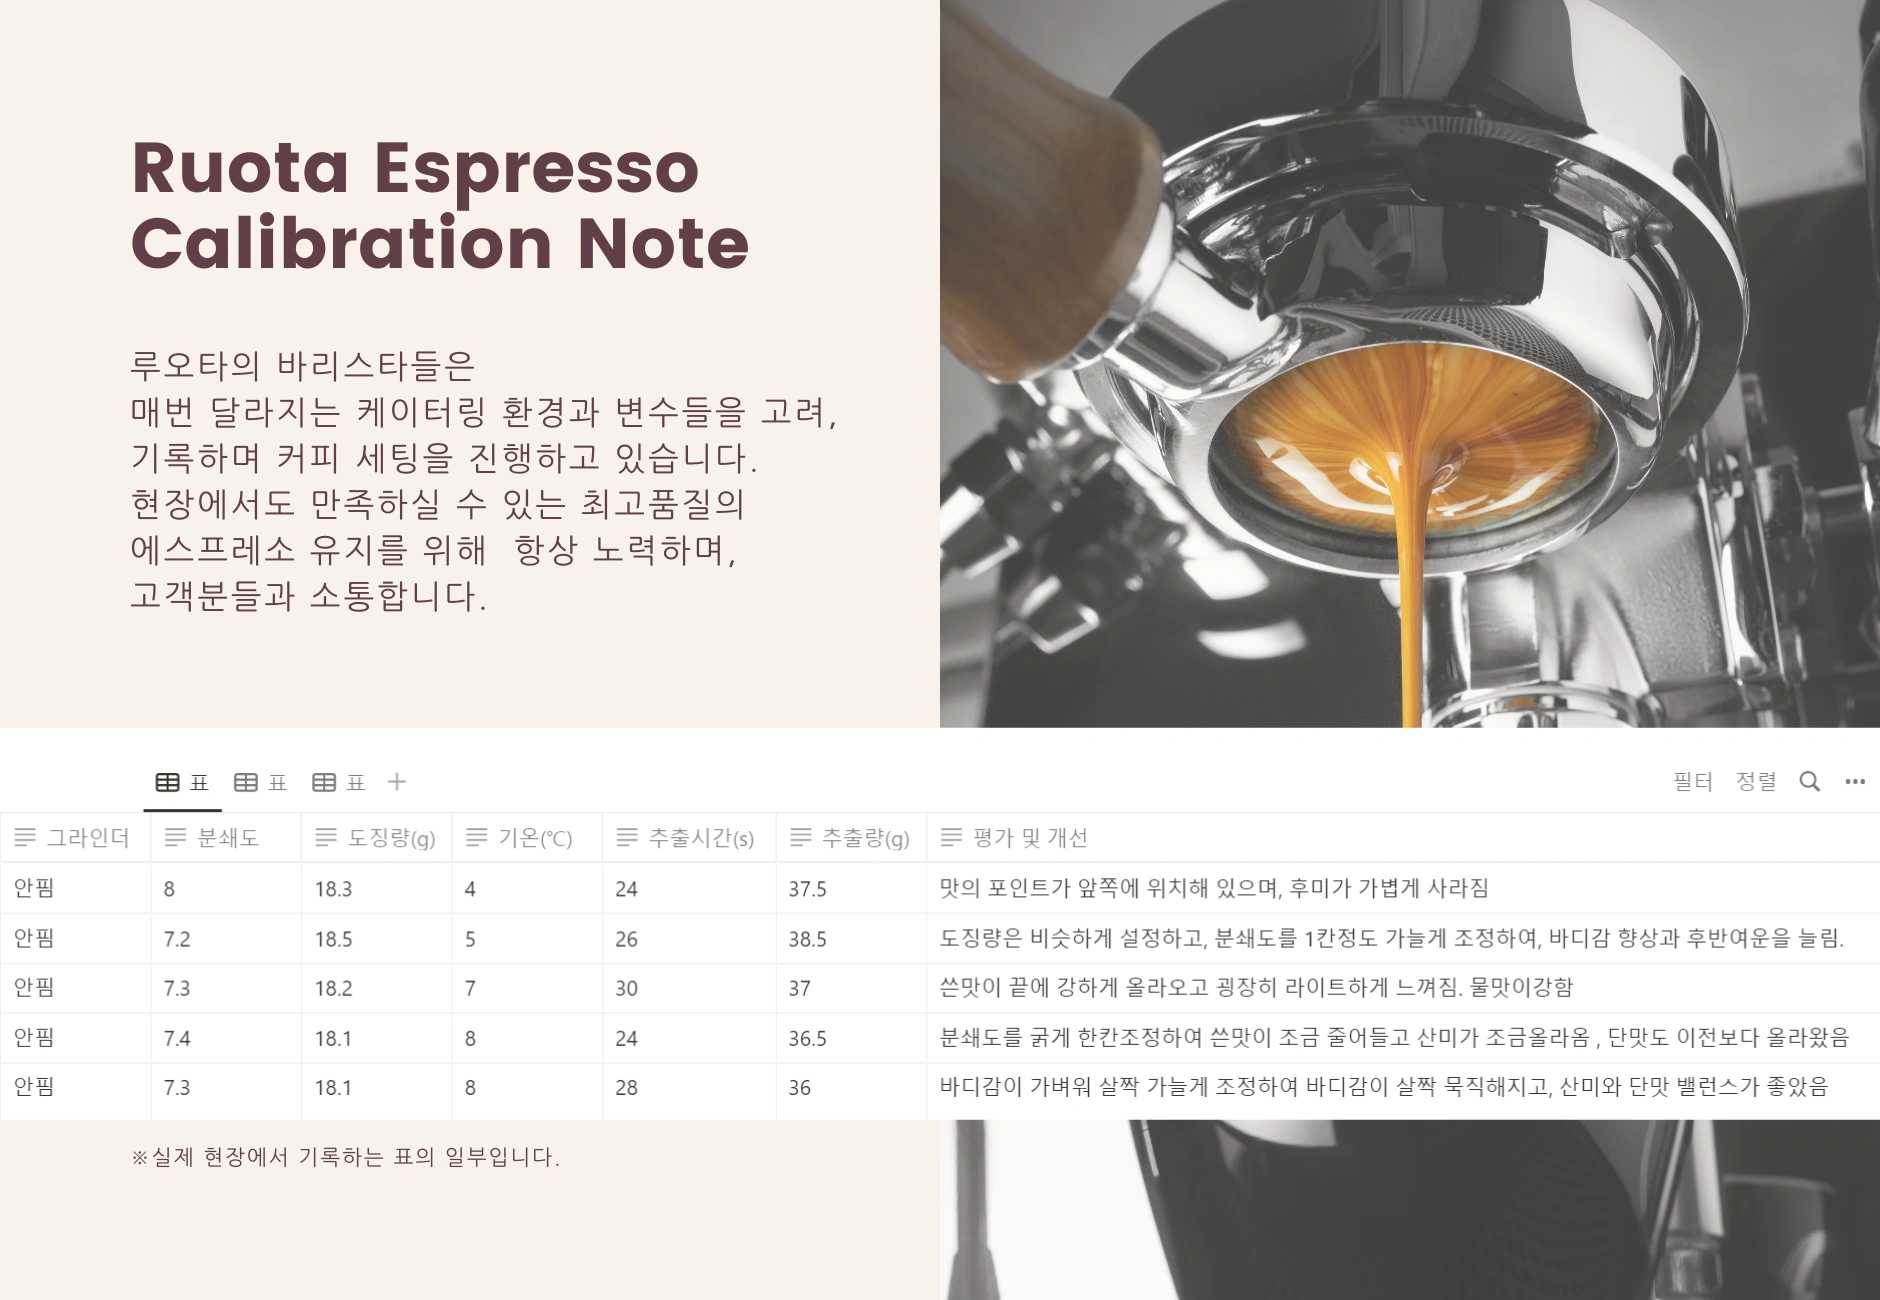 Ruota Espresso
Calibration Note
루오타의 바리스타들은
매번 달라지는 케이터링 환경과 변수들을 고려,
기록하며 커피 세팅을 진행하고 있습니다.
현장에서도 만족하실 수 있는 최고품질의
에스프레소 유지를 위해 항상 노력하며,
고객분들과 소통합니다.
표 표 표 + 필터 정렬
그라인더 분쇄도 도징량(g) 기온(℃) 추출시간(s) 추출량(g) 평가 및 개선
안핌 8 18.3 4 24 37.5 맛의 포인트가 앞쪽에 위치해 있으며, 후미가 가볍게 사라짐
안핌 7.2 18.5 5 26 38.5 도징량은 비슷하게 설정하고, 분쇄도를 1칸정도 가늘게 조정하여, 바디감 향상과 후반여운을 늘림.
안핌 7.3 18.2 7 30 37 쓴맛이 끝에 강하게 올라오고 굉장히 라이트하게 느껴짐. 물맛이강함
안핌 7.4 18.1 8 24 36.5 분쇄도를 굵게 한칸조정하여 쓴맛이 조금 줄어들고 산미가 조금올라옴 , 단맛도 이전보다 올라왔음
안핌 7.3 18.1 8 28 36 바디감이 가벼워 살짝 가늘게 조정하여 바디감이 살짝 묵직해지고, 산미와 단맛 밸런스가 좋았음
※실제 현장에서 기록하는 표의 일부입니다.